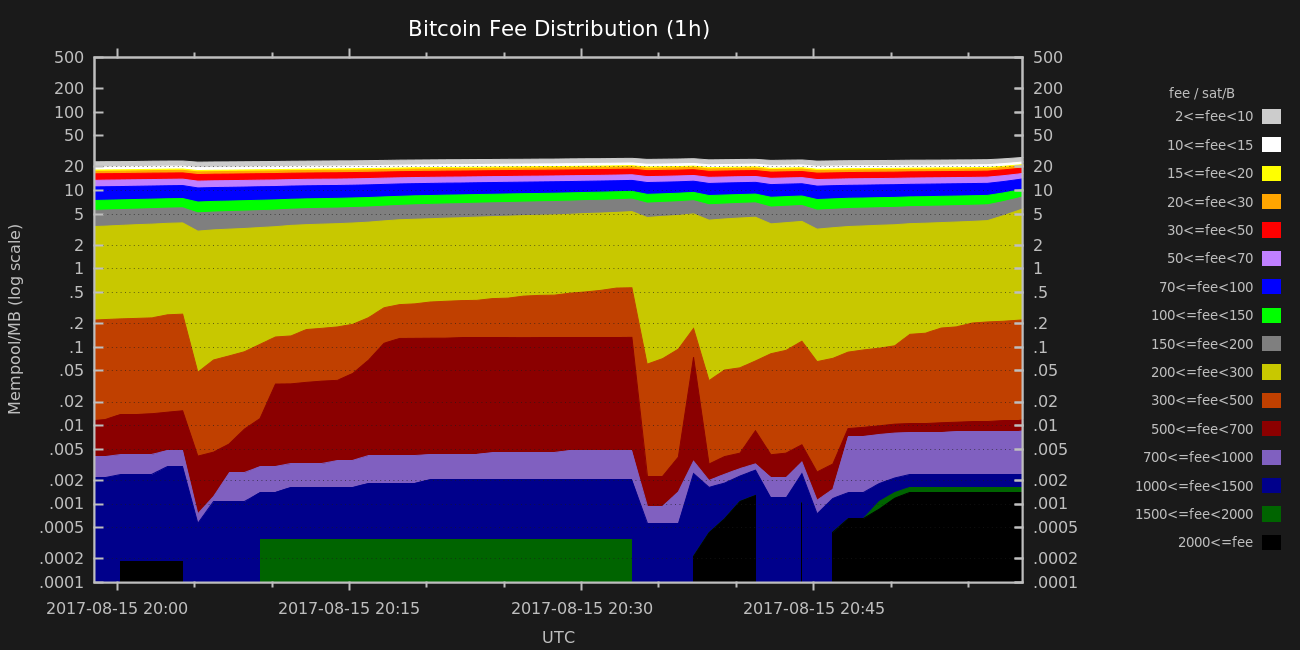 Bitcoin Fee Distribution (1h)
500 500
200 200
100 100
50 50
20 20
10 10
5 5
2 2
1 1
.5 .5
.2 .2
.1 .1
.05 .05
.02 .02
.01 .01
.005 .005
.002 .002
.001 .001
.0005 .0005
.0002 .0002
.0001 .0001
Mempool/MB (log scale)
2017-08-15 20:00 2017-08-15 20:15 2017-08-15 20:30 2017-08-15 20:45
UTC
fee / sat/B
2<=fee<10
10<=fee<15
15<=fee<20
20<=fee<30
30<=fee<50
50<=fee<70
70<=fee<100
100<=fee<150
150<=fee<200
200<=fee<300
300<=fee<500
500<=fee<700
700<=fee<1000
1000<=fee<1500
1500<=fee<2000
2000<=fee